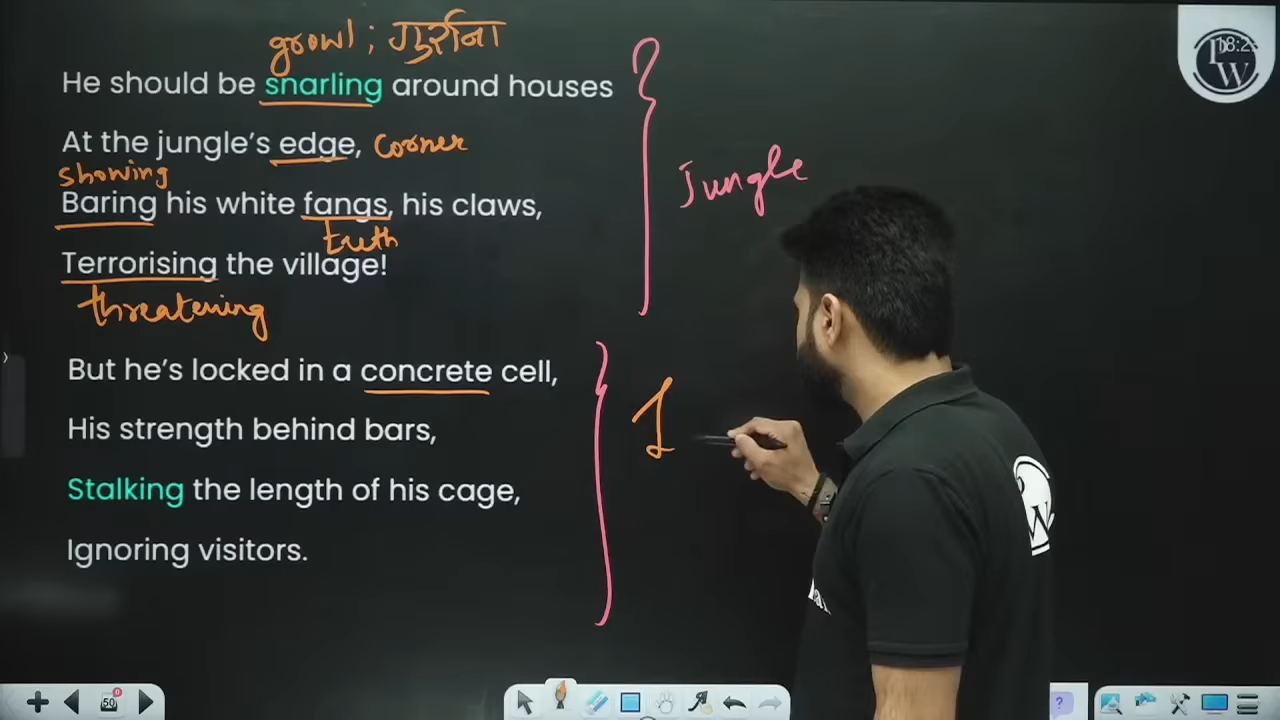 growl ; गुर्राना
He should be snarling around houses
At the jungle's edge, corner
showing
Baring his white fangs, his claws,
teeth
Terrorising the village!
threatening
Jungle
But he's locked in a concrete cell,
His strength behind bars,
Stalking the length of his cage,
Ignoring visitors.
I
50
W